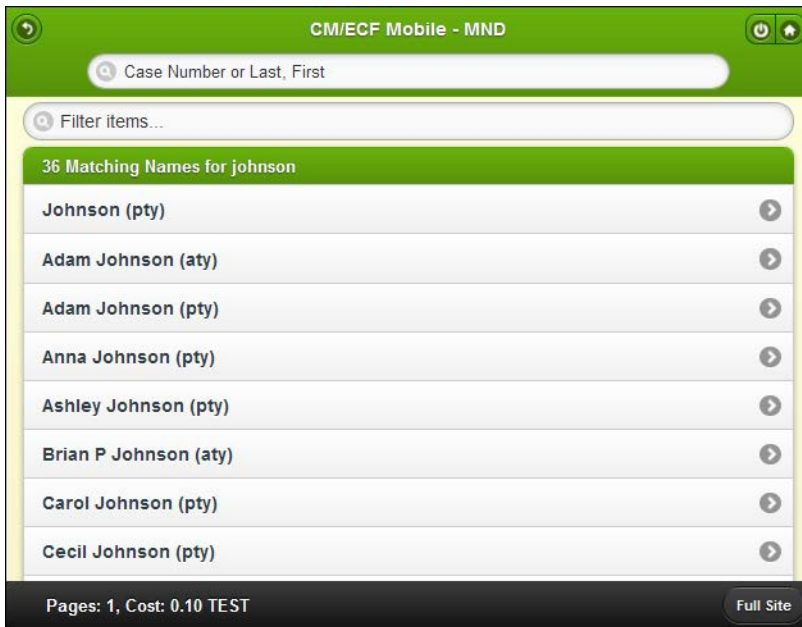 CM/ECF Mobile - MND
Case Number or Last, First
Filter items...
36 Matching Names for johnson
Johnson (pty)
Adam Johnson (aty)
Adam Johnson (pty)
Anna Johnson (pty)
Ashley Johnson (pty)
Brian P Johnson (aty)
Carol Johnson (pty)
Cecil Johnson (pty)
Pages: 1, Cost: 0.10 TEST
Full Site